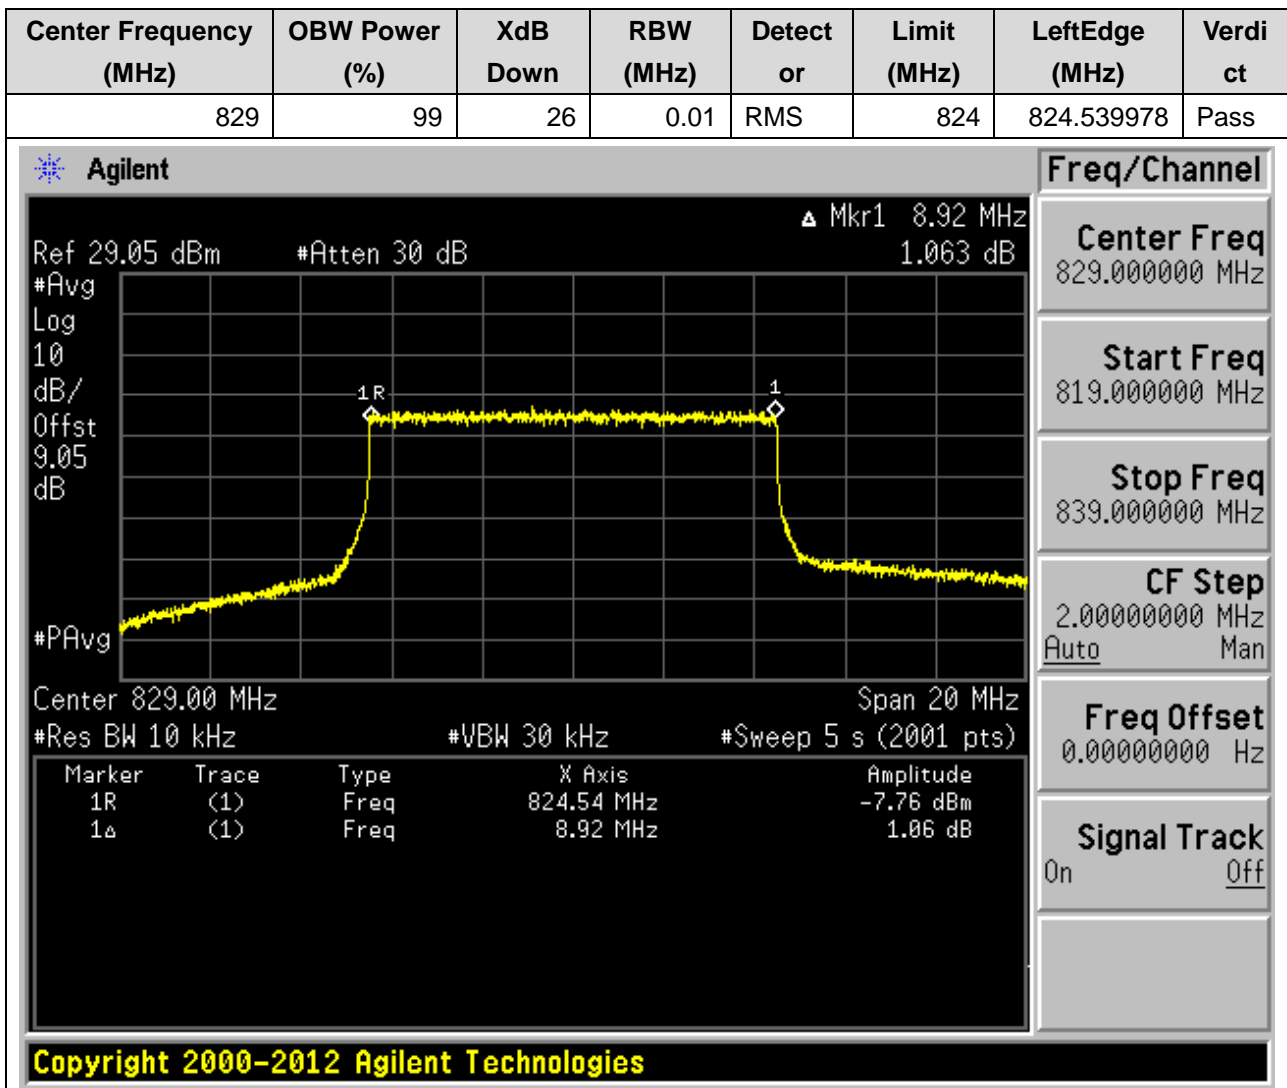 Center Frequency (MHz) OBW Power (%) XdB Down RBW (MHz) Detect or Limit (MHz) LeftEdge (MHz) Verdi ct
829 99 26 0.01 RMS 824 824.539978 Pass
Agilent
Freq/Channel
Δ Mkr1 8.92 MHz
Ref 29.05 dBm #Atten 30 dB 1.063 dB
#Avg
Log
10
dB/
Offst
9.05
dB
#PAvg
1R
1
Center 829.00 MHz Span 20 MHz
#Res BW 10 kHz #VBW 30 kHz #Sweep 5 s (2001 pts)
Marker Trace Type X Axis Amplitude
1R (1) Freq 824.54 MHz -7.76 dBm
1Δ (1) Freq 8.92 MHz 1.06 dB
Center Freq
829.000000 MHz
Start Freq
819.000000 MHz
Stop Freq
839.000000 MHz
CF Step
2.00000000 MHz
Auto Man
Freq Offset
0.00000000 Hz
Signal Track
On Off
Copyright 2000-2012 Agilent Technologies